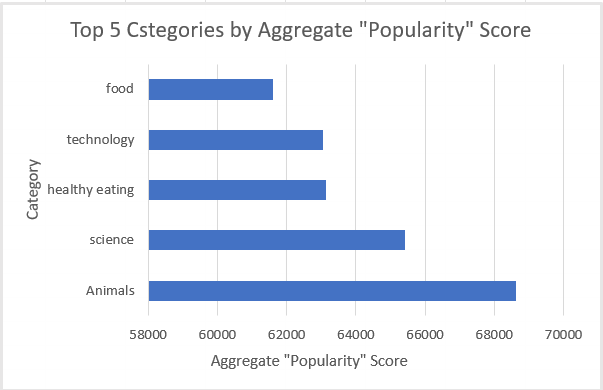 Top 5 Cstegories by Aggregate "Popularity" Score
food
technology
healthy eating
science
Animals
Category
58000 60000 62000 64000 66000 68000 70000
Aggregate "Popularity" Score